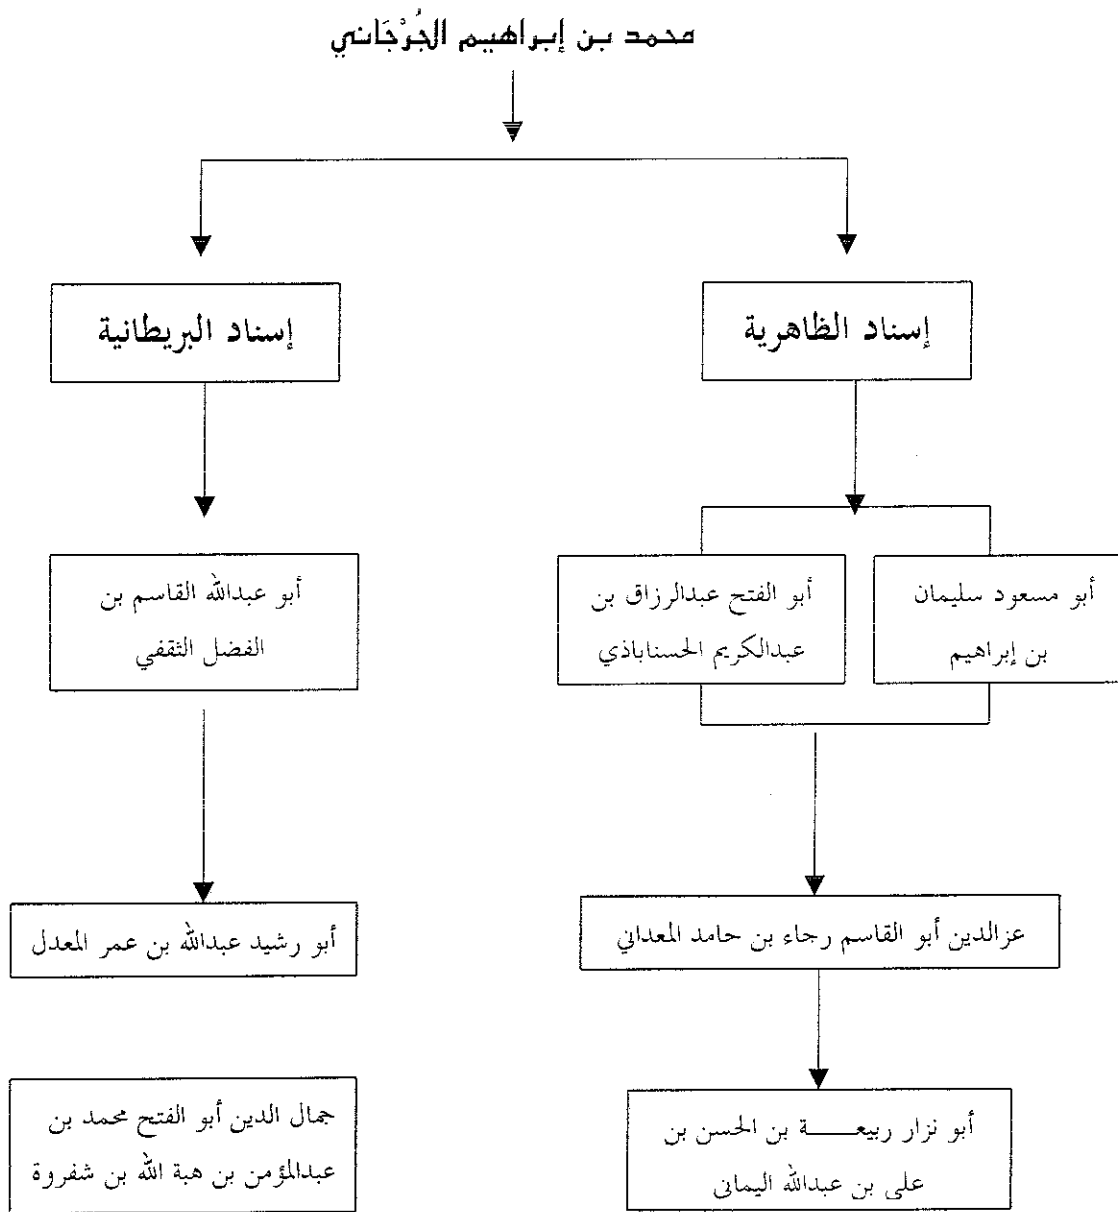 محمد بن إبراهيم الجُرْجَاني
إسناد الظاهرية
إسناد البريطانية
أبو مسعود سليمان
بن إبراهيم
أبو الفتح عبدالرزاق بن
عبدالكريم الحسناباذي
أبو عبدالله القاسم بن
الفضل الثقفي
عزالدين أبو القاسم رجاء بن حامد المعداني
أبو رشيد عبدالله بن عمر المعدل
أبو نزار ربيعـــــة بن الحسن بن
على بن عبدالله اليمانى
جمال الدين أبو الفتح محمد بن
عبدالمؤمن بن هبة الله بن شفروة